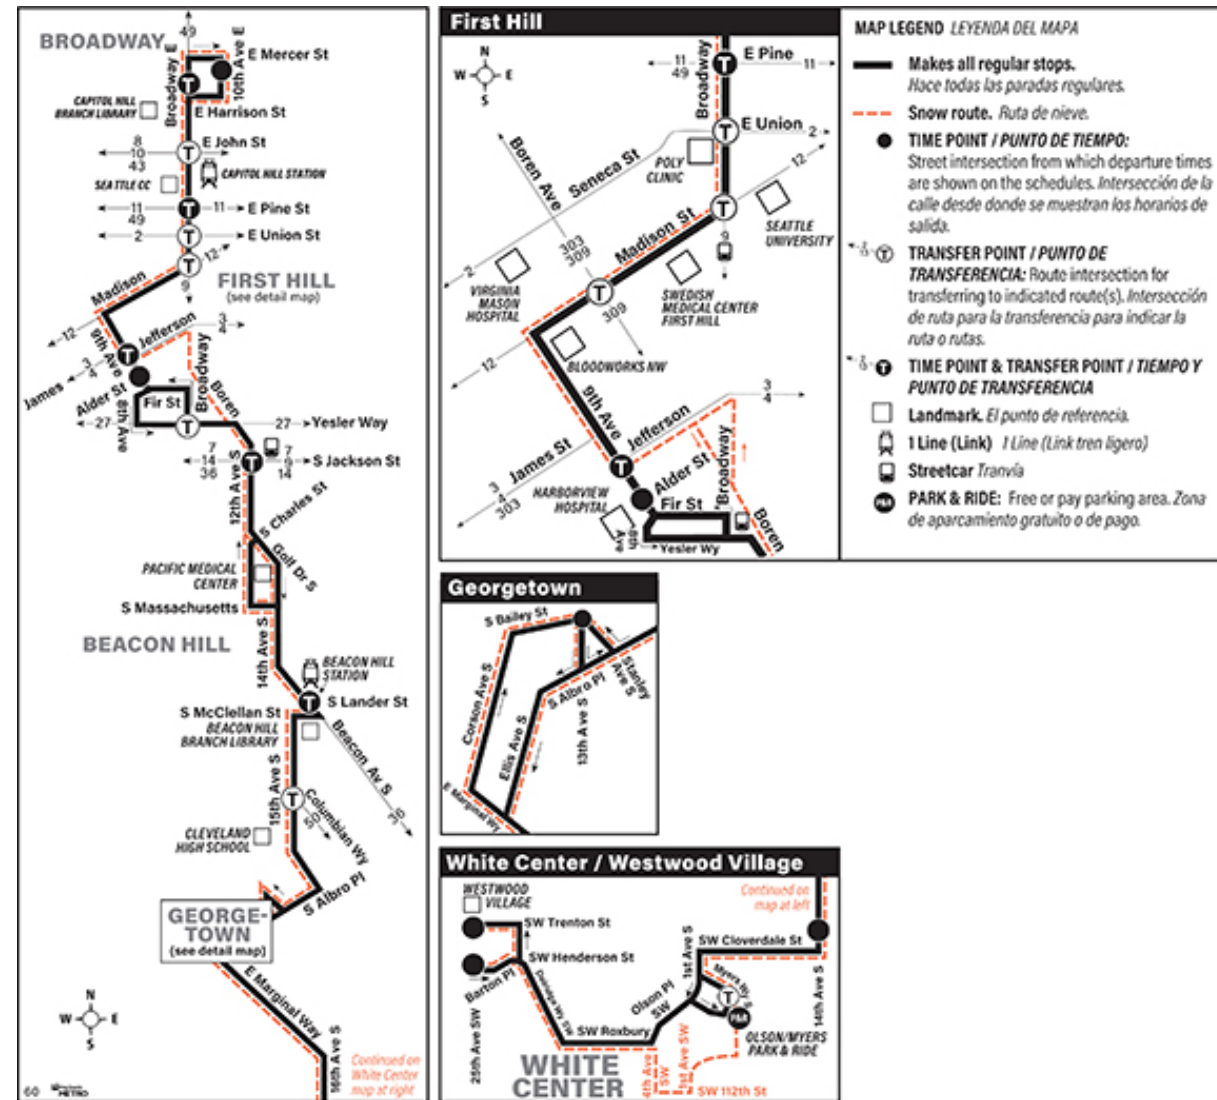 BROADWAY
49
E Mercer St
Broadway E
10th Ave E
CAPITOL HILL
BRANCH LIBRARY
E Harrison St
8
10
43
E John St
T
CAPITOL HILL STATION
SEATTLE CC
11
49
T
11
E Pine St
2
T
E Union St
12
T
9
FIRST HILL
(see detail map)
Madison
12
9th Ave
Jefferson
3
4
3
4
James
T
Alder St
8th Ave
Fir St
Broadway
Boren
27
T
27
Yesler Way
7
14
36
T
7
9
14
S Jackson St
12th Ave S
S Charles St
Golf Dr S
PACIFIC MEDICAL
CENTER
S Massachusetts
BEACON HILL
14th Ave S
BEACON HILL
STATION
T
S Lander St
S McClellan St
BEACON HILL
BRANCH LIBRARY
Beacon Av S
36
15th Ave S
T
Columbian Wy
50
CLEVELAND
HIGH SCHOOL
S Albro Pl
GEORGE-
TOWN
(see detail map)
E Marginal Way
N
W E
S
16th Ave S
Continued on
White Center
map at right
60
METRO
First Hill
N
W E
S
11
49
T
E Pine
11
Broadway
T
E Union
2
Boren Ave
Seneca St
POLY
CLINIC
12
T
Madison St
SEATTLE
UNIVERSITY
9
303
309
2
VIRGINIA
MASON
HOSPITAL
T
SWEDISH
MEDICAL CENTER
FIRST HILL
309
12
BLOODWORKS NW
9th Ave
3
4
Jefferson
James St
T
Alder St
Broadway
3
4
303
HARBORVIEW
HOSPITAL
Fir St
Boren
8th
Ave
Yesler Wy
MAP LEGEND LEYENDA DEL MAPA
Makes all regular stops.
Hace todas las paradas regulares.
Snow route. Ruta de nieve.
TIME POINT / PUNTO DE TIEMPO:
Street intersection from which departure times
are shown on the schedules. Intersección de la
calle desde donde se muestran los horarios de
salida.
T TRANSFER POINT / PUNTO DE
TRANSFERENCIA: Route intersection for
transferring to indicated route(s). Intersección
de ruta para la transferencia para indicar la
ruta o rutas.
T TIME POINT & TRANSFER POINT / TIEMPO Y
PUNTO DE TRANSFERENCIA
Landmark. El punto de referencia.
1 Line (Link) 1 Line (Link tren ligero)
Streetcar Tranvía
P&R PARK & RIDE: Free or pay parking area. Zona
de aparcamiento gratuito o de pago.
Georgetown
S Bailey St
Corson Ave S
Stanley
Ave S
S Albro Pl
Ellis Ave S
13th Ave S
E Marginal Wy
White Center / Westwood Village
WESTWOOD
VILLAGE
SW Trenton St
SW Henderson St
Barton Pl
25th Ave SW
Delridge Wy SW
SW Roxbury
WHITE
CENTER
Olson Pl
SW
1st Ave S
SW Cloverdale St
Myers Wy S
T
P&R
OLSON/MYERS
PARK & RIDE
14th Ave S
Continued on
map at left
4th Ave
SW
1st Ave SW
SW 112th St